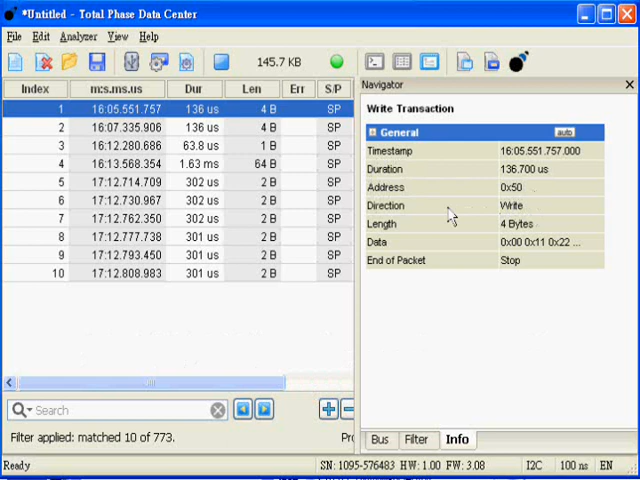 *Untitled - Total Phase Data Center
File Edit Analyzer View Help
145.7 KB
Index m:s.ms.us Dur Len Err S/P
1 16:05.551.757 136 us 4 B SP
2 16:07.335.906 136 us 4 B SP
3 16:12.280.686 63.8 us 1 B SP
4 16:13.568.354 1.63 ms 64 B SP
5 17:12.714.709 302 us 2 B SP
6 17:12.730.967 302 us 2 B SP
7 17:12.762.350 302 us 2 B SP
8 17:12.777.738 301 us 2 B SP
9 17:12.793.450 301 us 2 B SP
10 17:12.808.983 301 us 2 B SP
Search
Filter applied: matched 10 of 773.
Navigator
Write Transaction
General auto
Timestamp 16:05.551.757.000
Duration 136.700 us
Address 0x50
Direction Write
Length 4 Bytes
Data 0x00 0x11 0x22 ...
End of Packet Stop
Bus Filter Info
Ready SN: 1095-576483 HW: 1.00 FW: 3.08 I2C 100 ns EN